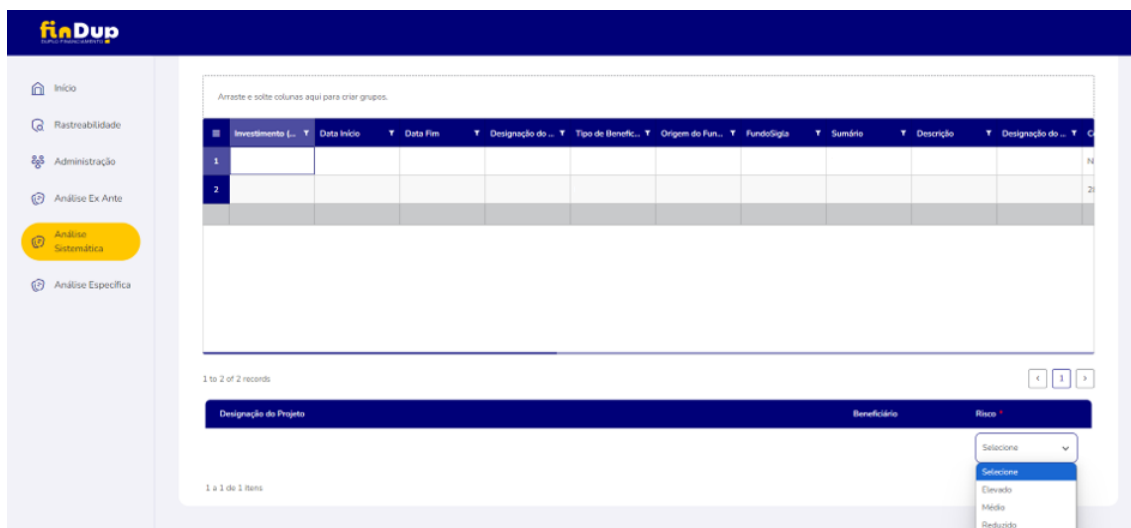 finDup
DUPLO FINANCIAMENTO
Início
Rastreabilidade
Administração
Análise Ex Ante
Análise
Sistemática
Análise Específica
Arraste e solte colunas aqui para criar grupos.
Investimento (... Data Início Data Fim Designação do ... Tipo de Benefic... Origem do Fun... FundoSigla Sumário Descrição Designação do ... C
1 N
2 2
1 to 2 of 2 records
1
Designação do Projeto Beneficiário Risco *
Selecione
Selecione
Elevado
Médio
Reduzido
1 a 1 de 1 itens